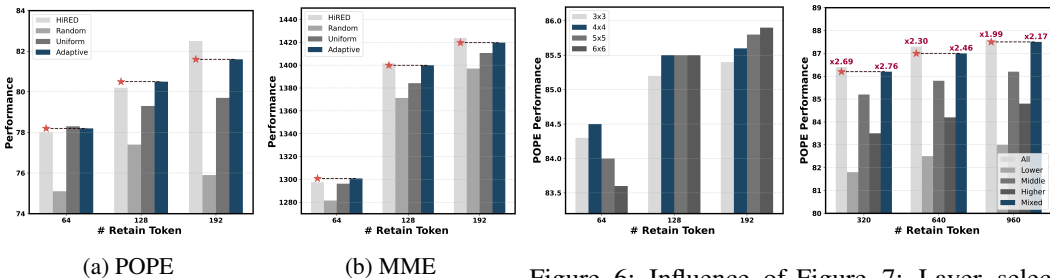 HiRED
Random
Uniform
Adaptive
84
82
80
78
76
74
Performance
64
128
192
# Retain Token
(a) POPE
HiRED
Random
Uniform
Adaptive
1440
1420
1400
1380
1360
1340
1320
1300
1280
Performance
64
128
192
# Retain Token
(b) MME
3x3
4x4
5x5
6x6
86.0
85.5
85.0
84.5
84.0
83.5
POPE Performance
64
128
192
# Retain Token
90
89
88
87
86
85
84
83
82
81
80
POPE Performance
x2.69
x2.76
x2.30
x2.46
x1.99
x2.17
All
Lower
Middle
Higher
Mixed
320
640
960
# Retain Token
Figure 6: Influence of Figure 7: Layer selec